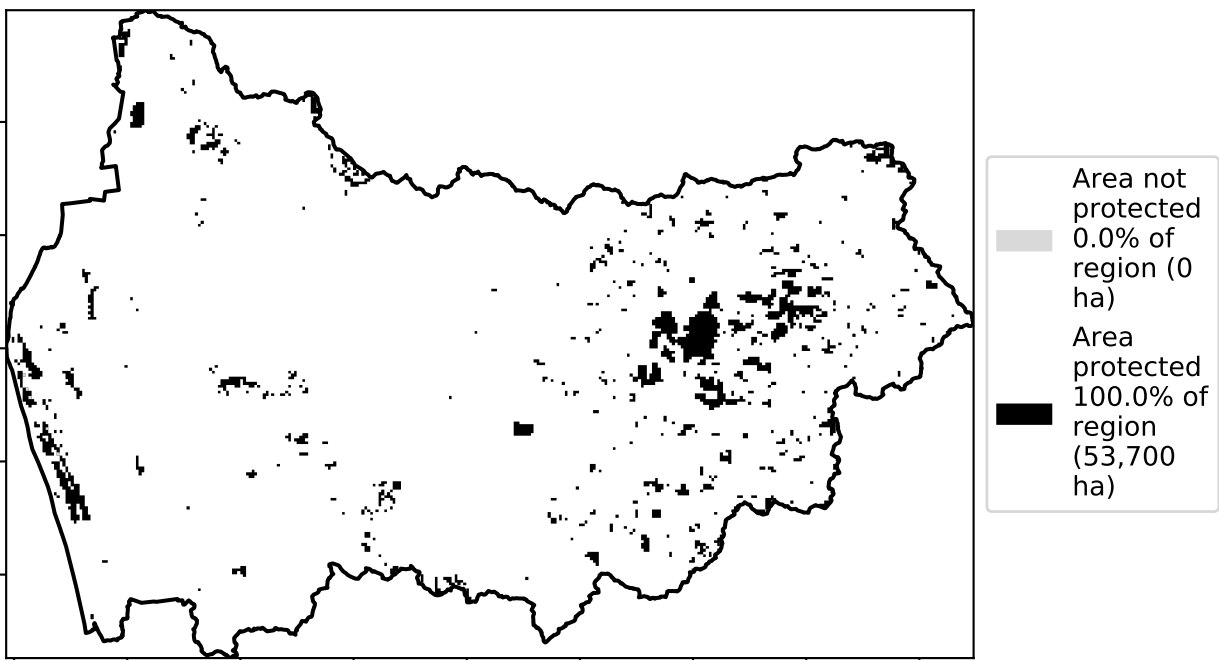 Area not
protected
0.0% of
region (0
ha)
Area
protected
100.0% of
region
(53,700
ha)